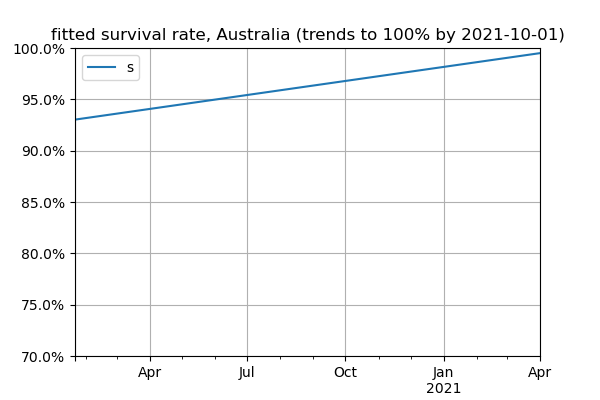 fitted survival rate, Australia (trends to 100% by 2021-10-01)
100.0%
s
95.0%
90.0%
85.0%
80.0%
75.0%
70.0%
Apr Jul Oct Jan Apr
2021